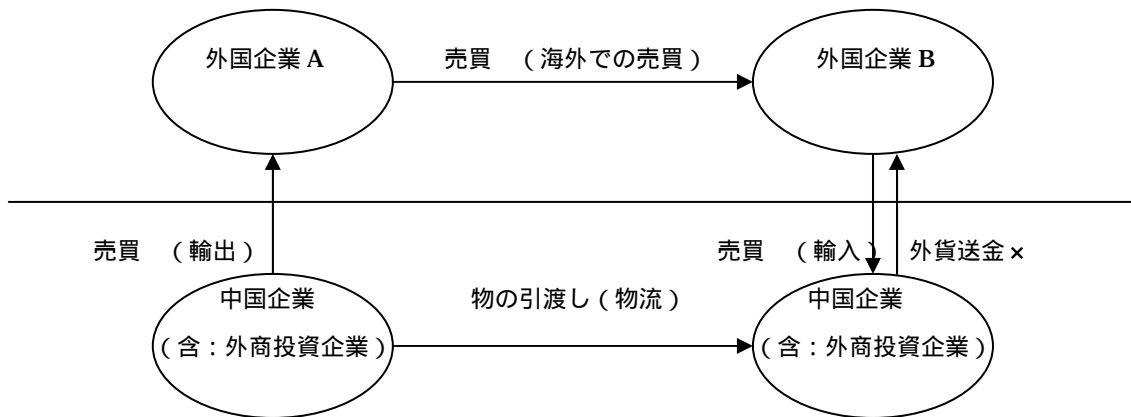 外国企業 A
売買　（海外での売買）
外国企業 B
売買　（輸出）
売買　（輸入）
外貨送金×
中国企業
（含：外商投資企業）
物の引渡し（物流）
中国企業
（含：外商投資企業）